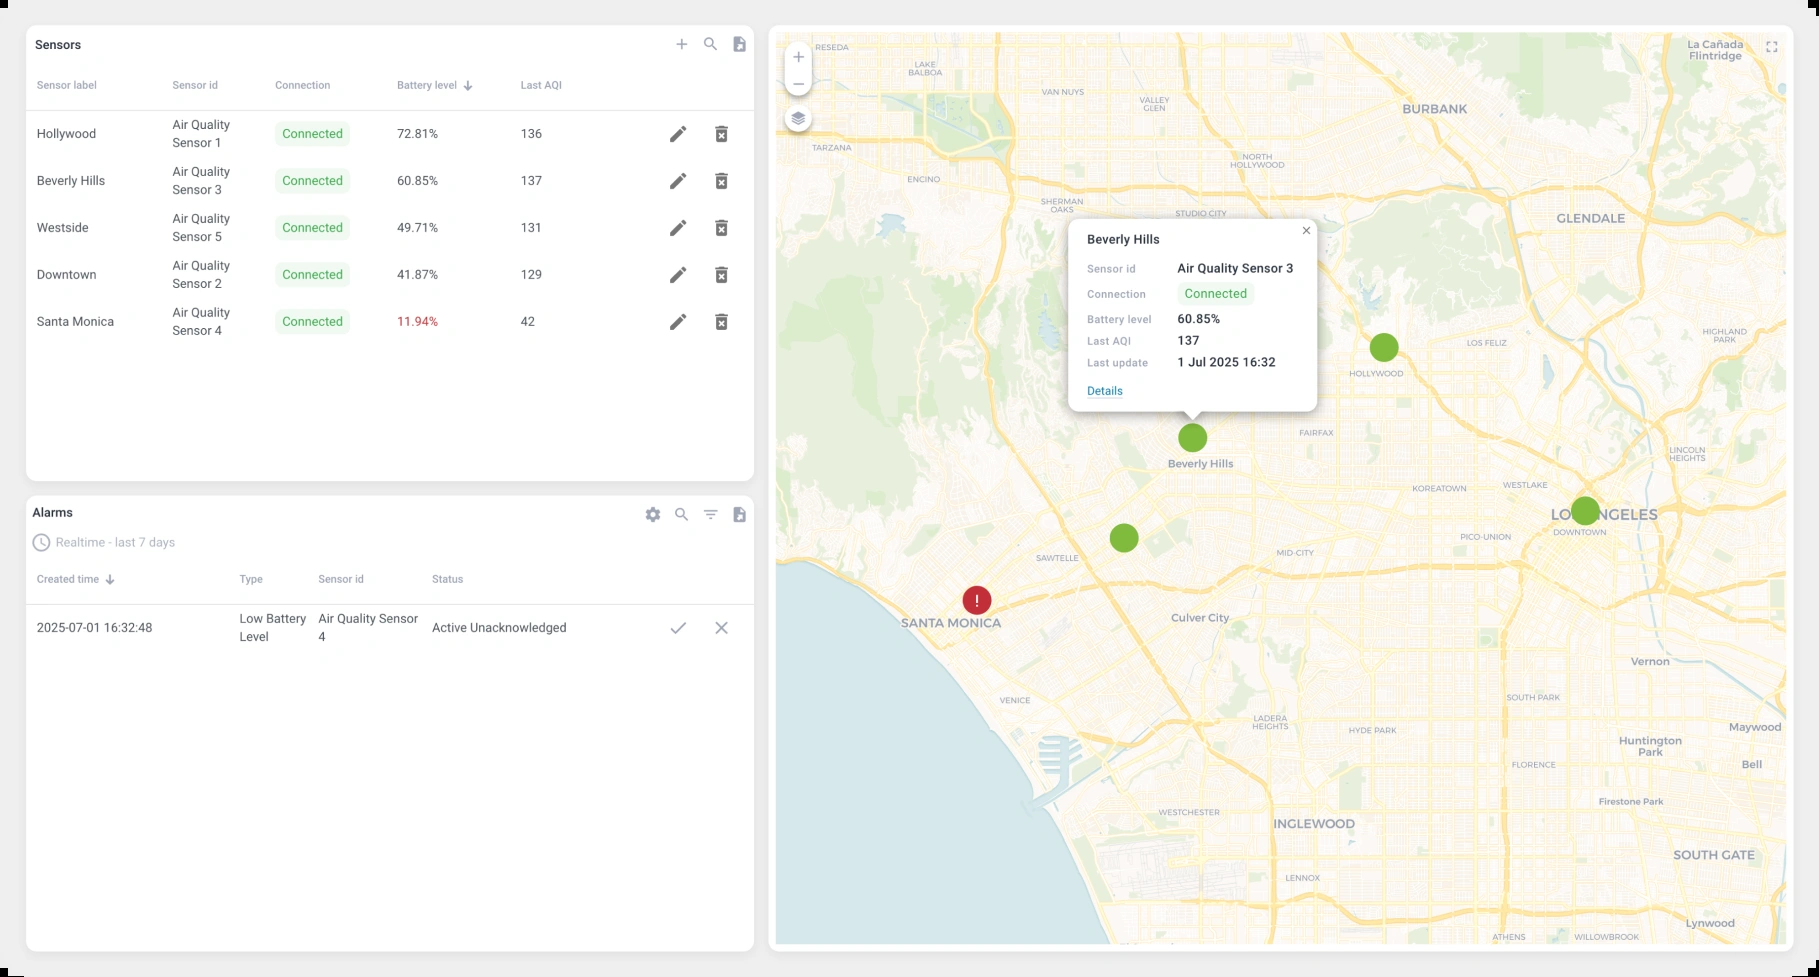 Sensors
Sensor label Sensor id Connection Battery level Last AQI
Hollywood Air Quality Sensor 1 Connected 72.81% 136
Beverly Hills Air Quality Sensor 3 Connected 60.85% 137
Westside Air Quality Sensor 5 Connected 49.71% 131
Downtown Air Quality Sensor 2 Connected 41.87% 129
Santa Monica Air Quality Sensor 4 Connected 11.94% 42
Alarms
Realtime - last 7 days
Created time Type Sensor id Status
2025-07-01 16:32:48 Low Battery Level Air Quality Sensor 4 Active Unacknowledged
RESEDA
La Cañada
Flintridge
LAKE
BALBOA
VAN NUYS
VALLEY
GLEN
BURBANK
TARZANA
NORTH
HOLLYWOOD
ENCINO
SHERMAN
OAKS
STUDIO CITY
GLENDALE
Beverly Hills
Sensor id Air Quality Sensor 3
Connection Connected
Battery level 60.85%
Last AQI 137
Last update 1 Jul 2025 16:32
Details
HIGHLAND
PARK
LOS FELIZ
HOLLYWOOD
FAIRFAX
LINCOLN
HEIGHTS
Beverly Hills
WESTLAKE
KOREATOWN
LO NGELES
DOWNTOWN
PICO-UNION
MID-CITY
SAWTELLE
!
SANTA MONICA
Culver City
Vernon
VENICE
SOUTH PARK
LADERA
HEIGHTS
HYDE PARK
Maywood
Huntington
Park
FLORENCE
Bell
Firestone Park
WESTCHESTER
INGLEWOOD
SOUTH GATE
LENNOX
Lynwood
ATHENS
WILLOWBROOK